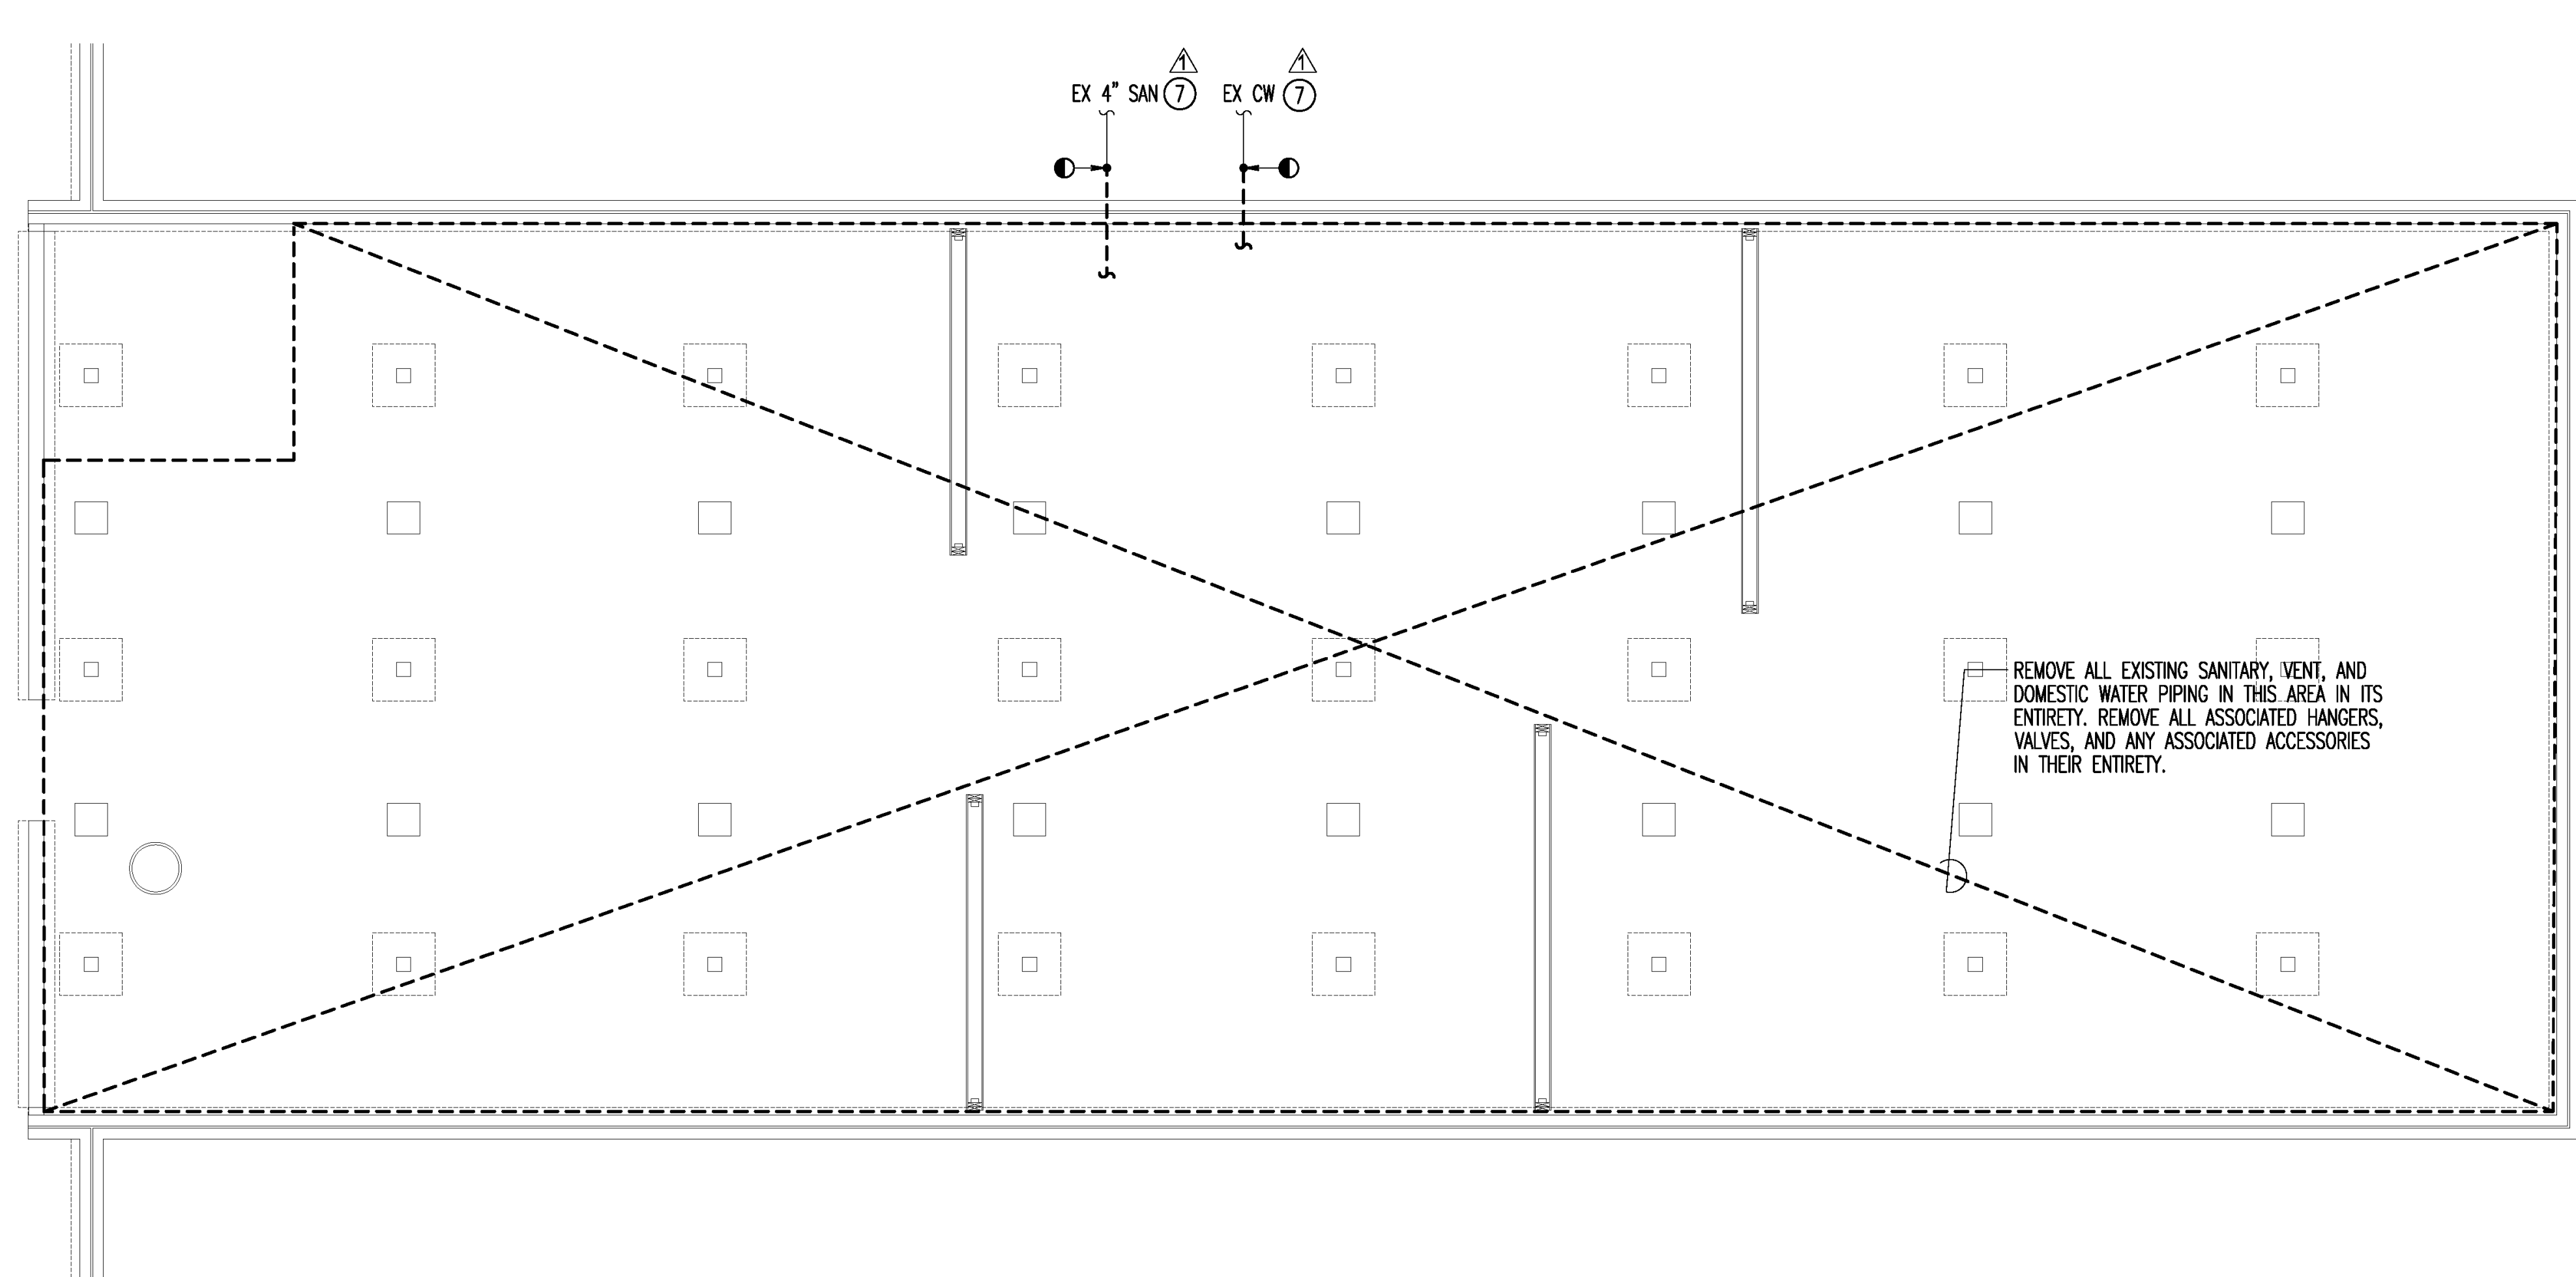 1 1
EX 4" SAN 7 EX CW 7
REMOVE ALL EXISTING SANITARY, VENT, AND
DOMESTIC WATER PIPING IN THIS AREA IN ITS
ENTIRETY. REMOVE ALL ASSOCIATED HANGERS,
VALVES, AND ANY ASSOCIATED ACCESSORIES
IN THEIR ENTIRETY.